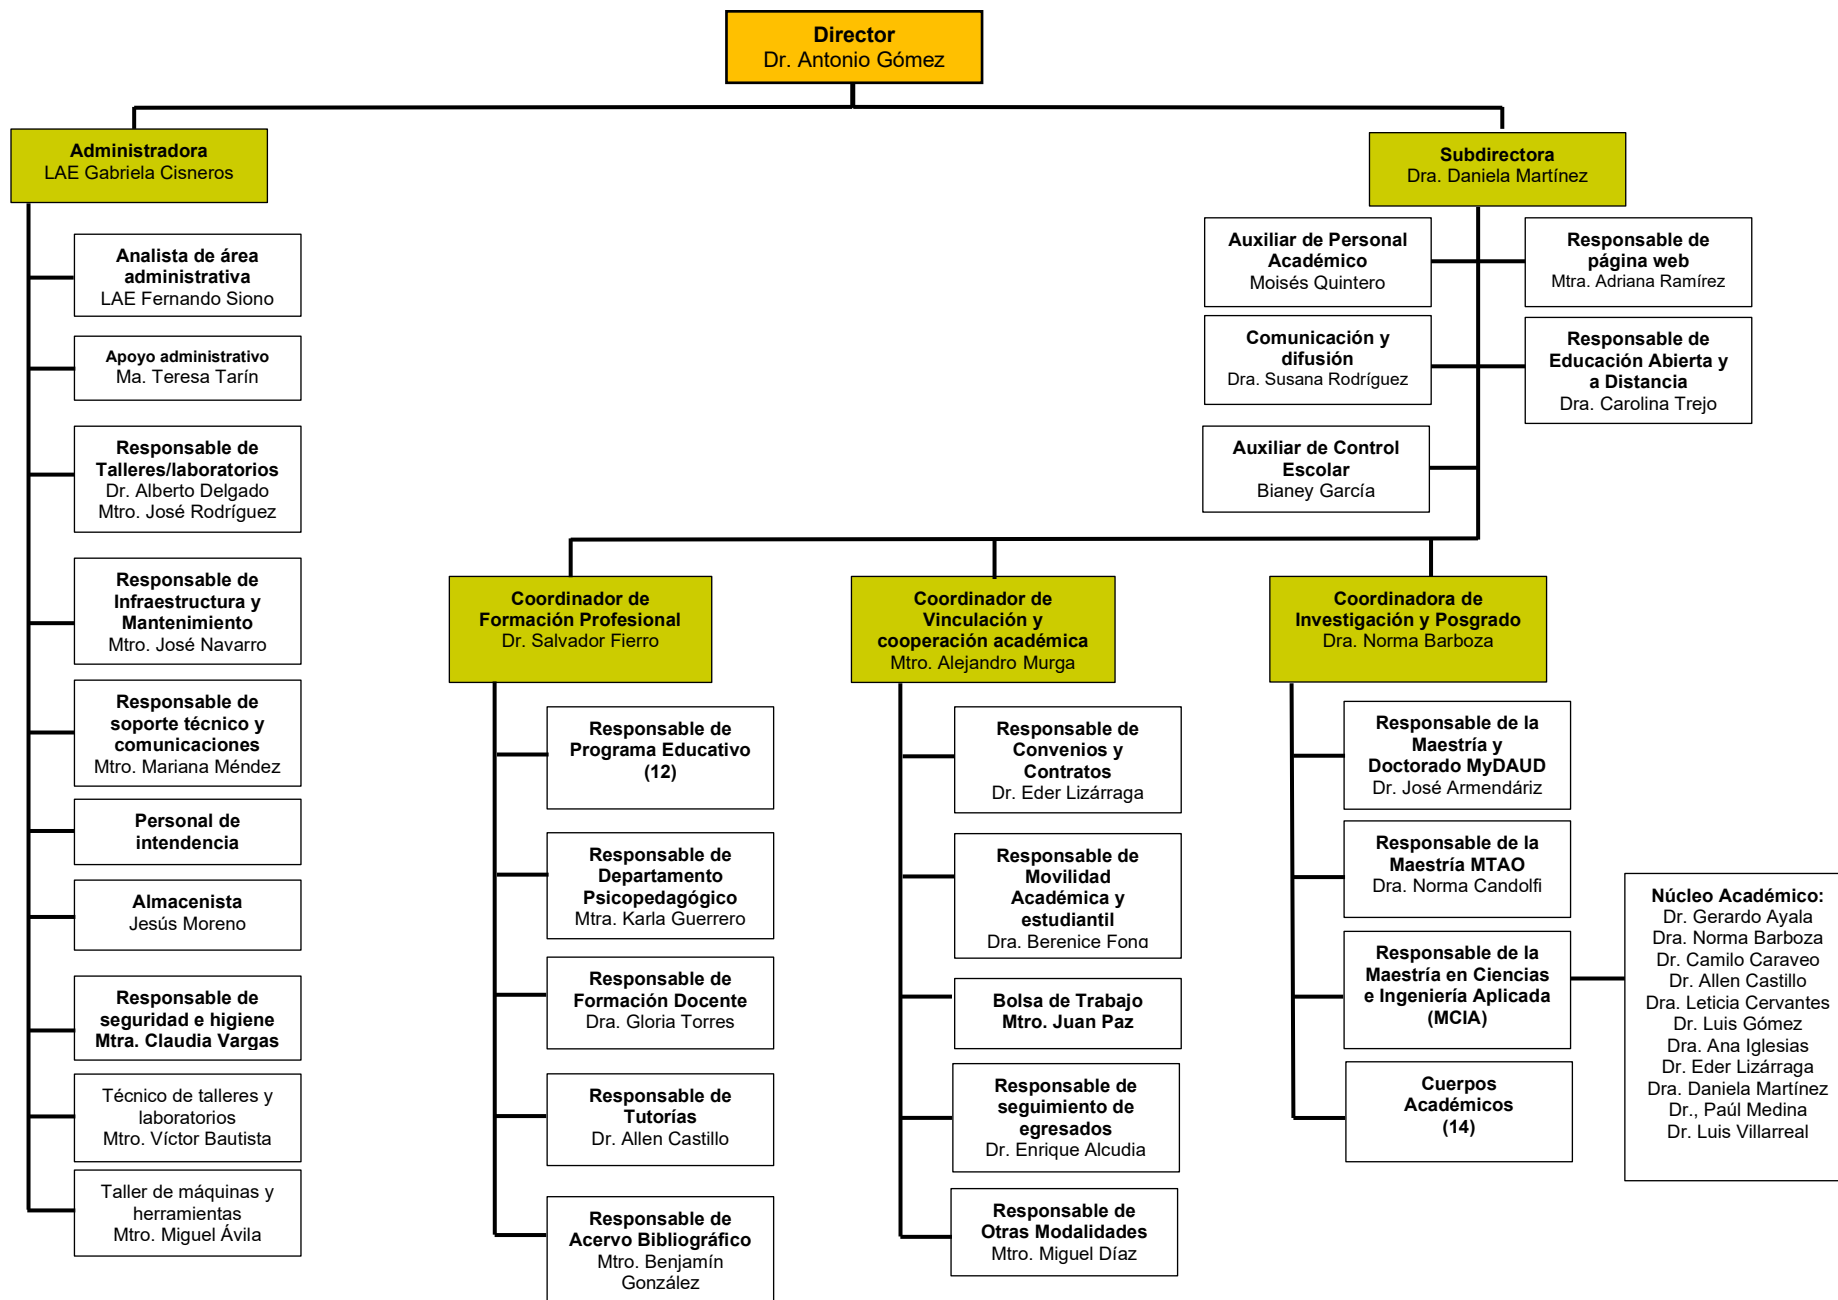 Director
Dr. Antonio Gómez
Administradora
LAE Gabriela Cisneros
Subdirectora
Dra. Daniela Martínez
Analista de área
administrativa
LAE Fernando Siono
Apoyo administrativo
Ma. Teresa Tarín
Responsable de
Talleres/laboratorios
Dr. Alberto Delgado
Mtro. José Rodríguez
Responsable de
Infraestructura y
Mantenimiento
Mtro. José Navarro
Responsable de
soporte técnico y
comunicaciones
Mtro. Mariana Méndez
Personal de
intendencia
Almacenista
Jesús Moreno
Responsable de
seguridad e higiene
Mtra. Claudia Vargas
Técnico de talleres y
laboratorios
Mtro. Víctor Bautista
Taller de máquinas y
herramientas
Mtro. Miguel Ávila
Auxiliar de Personal
Académico
Moisés Quintero
Responsable de
página web
Mtra. Adriana Ramírez
Comunicación y
difusión
Dra. Susana Rodríguez
Responsable de
Educación Abierta y
a Distancia
Dra. Carolina Trejo
Auxiliar de Control
Escolar
Bianey García
Coordinador de
Formación Profesional
Dr. Salvador Fierro
Responsable de
Programa Educativo
(12)
Responsable de
Departamento
Psicopedagógico
Mtra. Karla Guerrero
Responsable de
Formación Docente
Dra. Gloria Torres
Responsable de
Tutorías
Dr. Allen Castillo
Responsable de
Acervo Bibliográfico
Mtro. Benjamín
González
Coordinador de
Vinculación y
cooperación académica
Mtro. Alejandro Murga
Responsable de
Convenios y
Contratos
Dr. Eder Lizárraga
Responsable de
Movilidad
Académica y
estudiantil
Dra. Berenice Fong
Bolsa de Trabajo
Mtro. Juan Paz
Responsable de
seguimiento de
egresados
Dr. Enrique Alcudia
Responsable de
Otras Modalidades
Mtro. Miguel Díaz
Coordinadora de
Investigación y Posgrado
Dra. Norma Barboza
Responsable de la
Maestría y
Doctorado MyDAUD
Dr. José Armendáriz
Responsable de la
Maestría MTAO
Dra. Norma Candolfi
Responsable de la
Maestría en Ciencias
e Ingeniería Aplicada
(MCIA)
Cuerpos
Académicos
(14)
Núcleo Académico:
Dr. Gerardo Ayala
Dra. Norma Barboza
Dr. Camilo Caraveo
Dr. Allen Castillo
Dra. Leticia Cervantes
Dr. Luis Gómez
Dra. Ana Iglesias
Dr. Eder Lizárraga
Dra. Daniela Martínez
Dr., Paúl Medina
Dr. Luis Villarreal